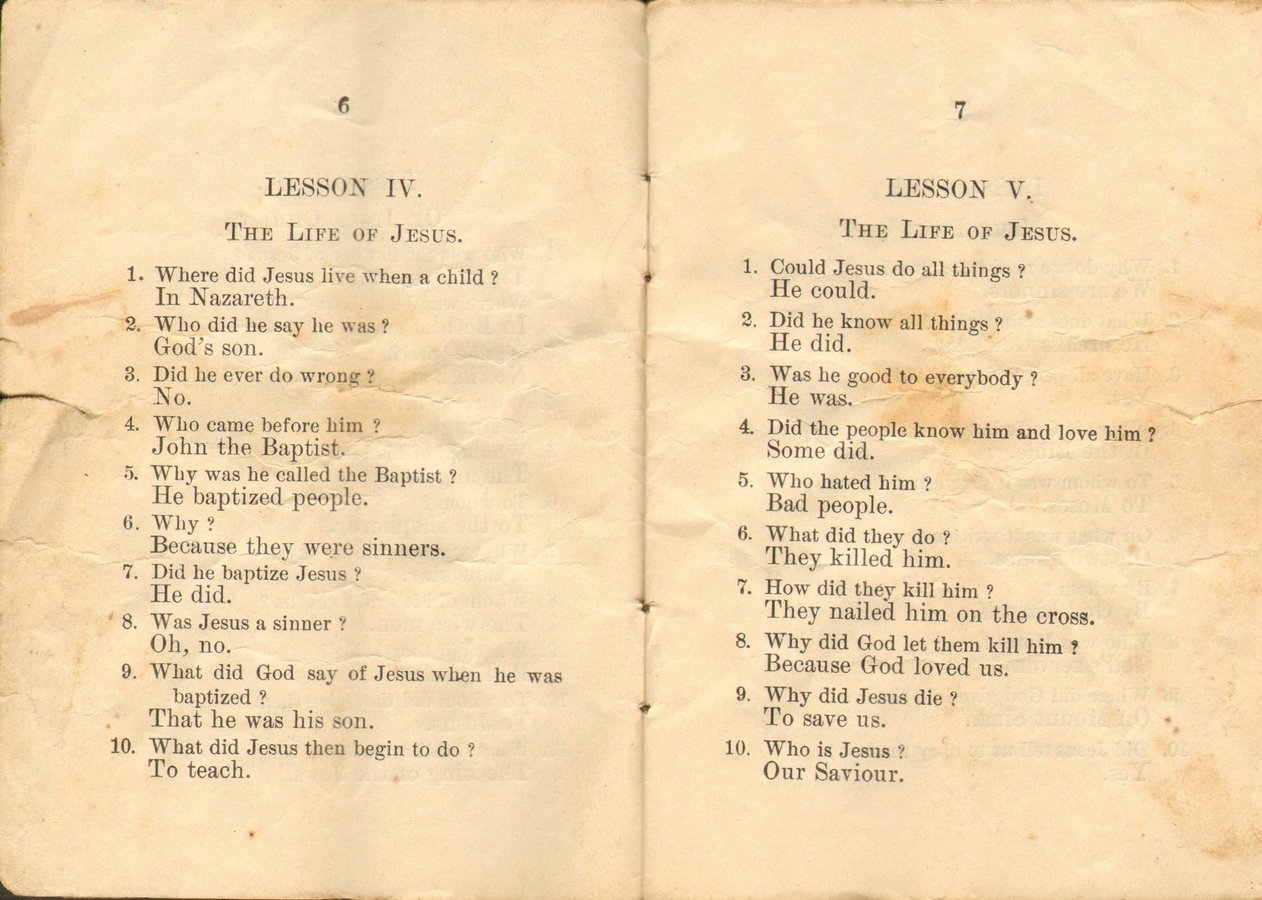 6
LESSON IV.
THE LIFE OF JESUS.
1. Where did Jesus live when a child ?
In Nazareth.
2. Who did he say he was ?
God's son.
3. Did he ever do wrong ?
No.
4. Who came before him ?
John the Baptist.
5. Why was he called the Baptist ?
He baptized people.
6. Why ?
Because they were sinners.
7. Did he baptize Jesus ?
He did.
8. Was Jesus a sinner ?
Oh, no.
9. What did God say of Jesus when he was
baptized ?
That he was his son.
10. What did Jesus then begin to do ?
To teach.
7
LESSON V.
THE LIFE OF JESUS.
1. Could Jesus do all things ?
He could.
2. Did he know all things ?
He did.
3. Was he good to everybody ?
He was.
4. Did the people know him and love him ?
Some did.
5. Who hated him ?
Bad people.
6. What did they do ?
They killed him.
7. How did they kill him ?
They nailed him on the cross.
8. Why did God let them kill him ?
Because God loved us.
9. Why did Jesus die ?
To save us.
10. Who is Jesus ?
Our Saviour.